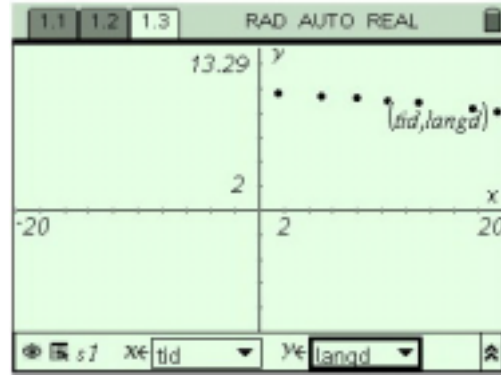 1.1 1.2 1.3 RAD AUTO REAL
13.29 y
(tid,langd)
2
x
-20 2 20
s1 x∈ tid y∈ langd